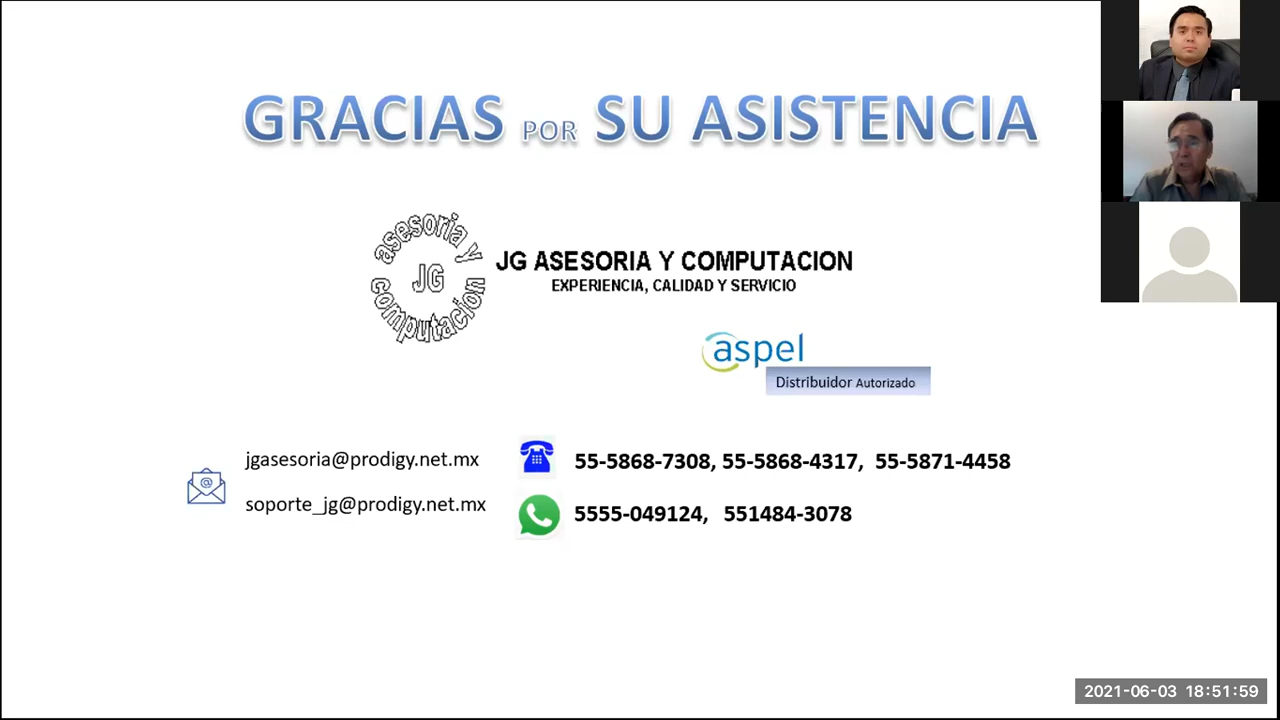 GRACIAS POR SU ASISTENCIA
asesoría y
JG
computación
JG ASESORIA Y COMPUTACION
EXPERIENCIA, CALIDAD Y SERVICIO
aspel
Distribuidor Autorizado
jgasesoria@prodigy.net.mx
55-5868-7308, 55-5868-4317, 55-5871-4458
soporte_jg@prodigy.net.mx
5555-049124, 551484-3078
2021-06-03 18:51:59